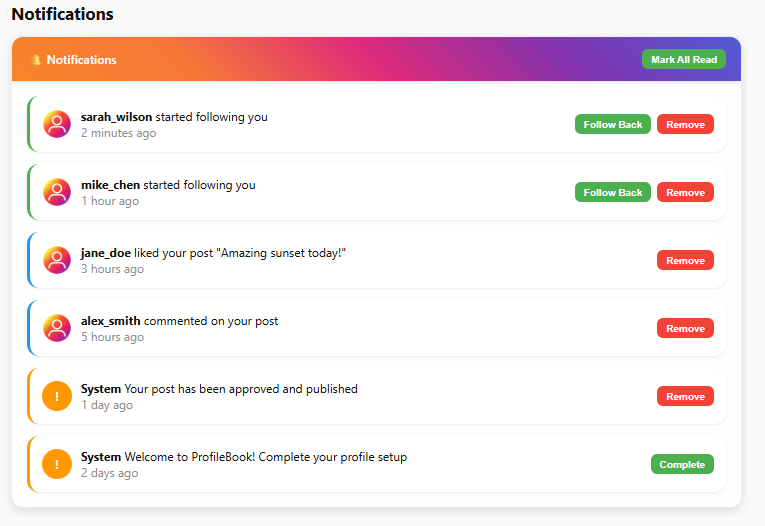 Notifications
Notifications
Mark All Read
sarah_wilson started following you
2 minutes ago
Follow Back
Remove
mike_chen started following you
1 hour ago
Follow Back
Remove
jane_doe liked your post "Amazing sunset today!"
3 hours ago
Remove
alex_smith commented on your post
5 hours ago
Remove
!
System Your post has been approved and published
1 day ago
Remove
!
System Welcome to ProfileBook! Complete your profile setup
2 days ago
Complete